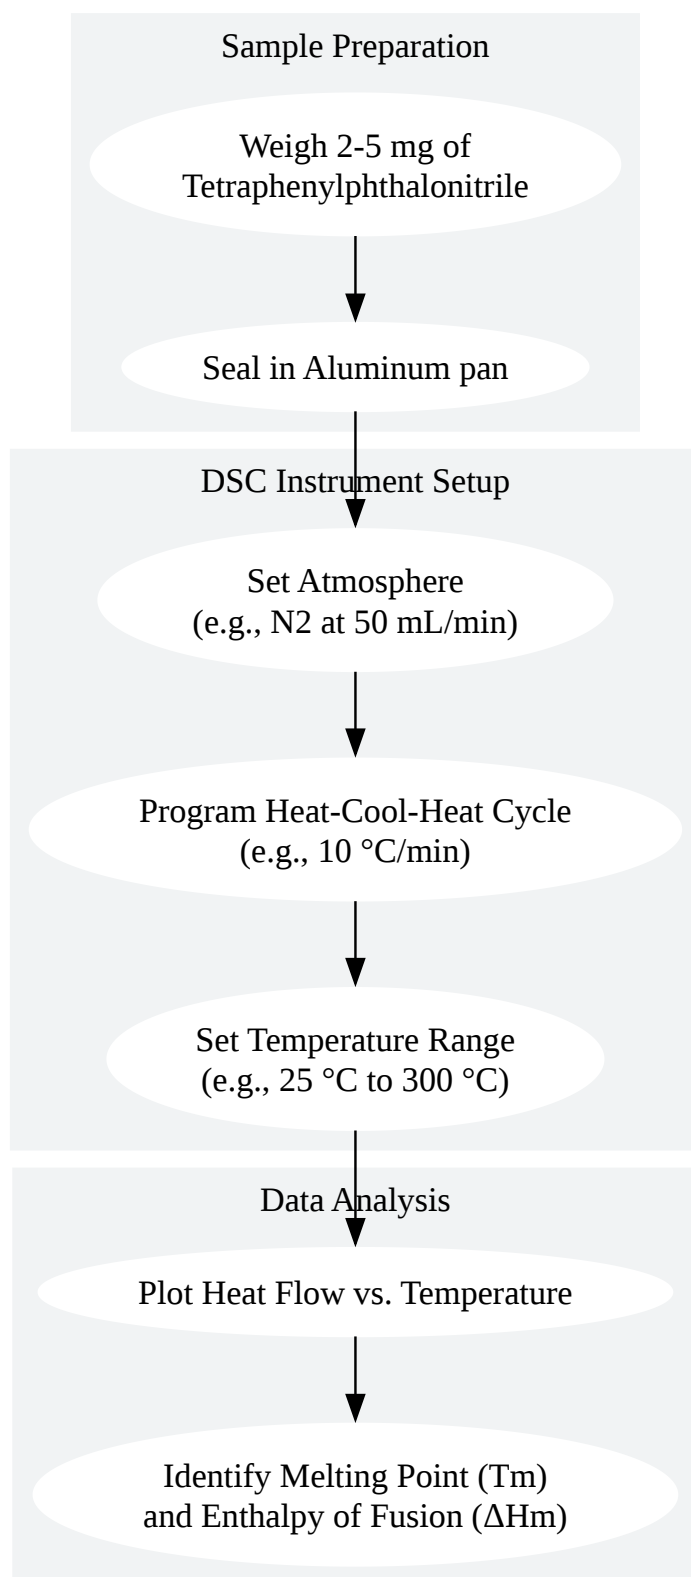 Sample Preparation
Weigh 2-5 mg of
Tetraphenylphthalonitrile
Seal in Aluminum pan
DSC Instrument Setup
Set Atmosphere
(e.g., N2 at 50 mL/min)
Program Heat-Cool-Heat Cycle
(e.g., 10 °C/min)
Set Temperature Range
(e.g., 25 °C to 300 °C)
Data Analysis
Plot Heat Flow vs. Temperature
Identify Melting Point (Tm)
and Enthalpy of Fusion (ΔHm)